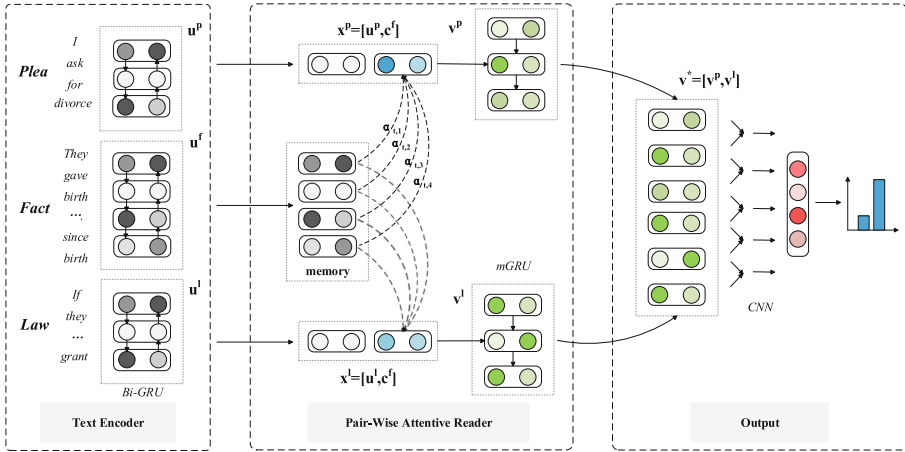 Plea
I
ask
for
divorce
u^p
Fact
They
gave
birth
...
since
birth
u^f
Law
If
they
...
grant
u^l
Bi-GRU
Text Encoder
x^p=[u^p,c^f]
v^p
α_t,1
α_t,2
α_t,3
α_t,4
memory
mGRU
v^l
x^l=[u^l,c^f]
Pair-Wise Attentive Reader
v^*=[v^p,v^l]
CNN
Output